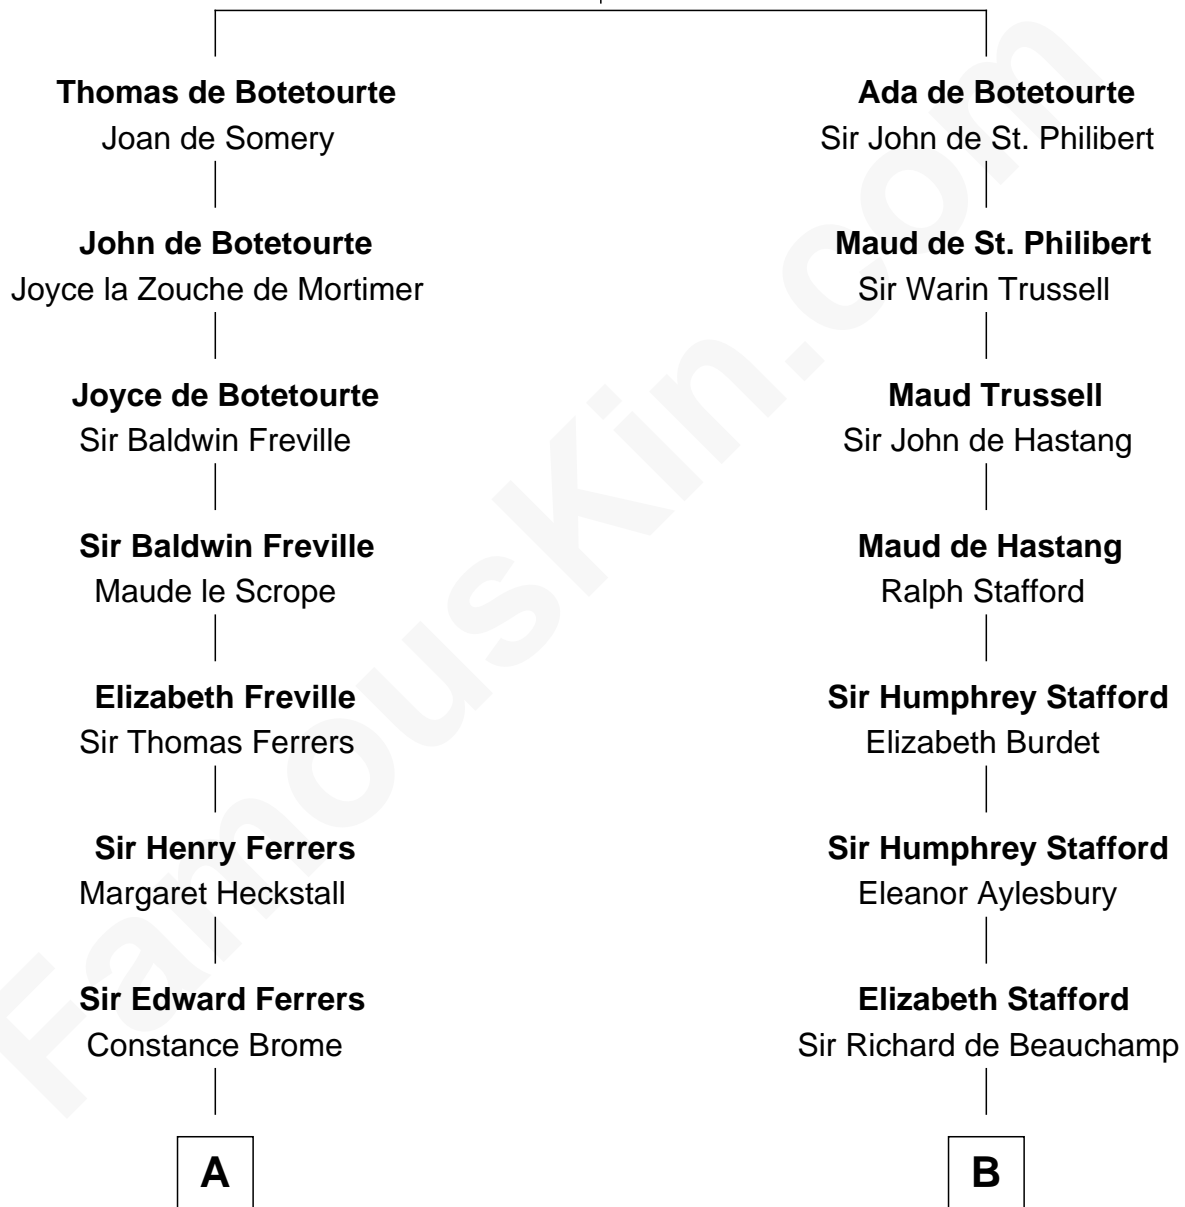 Thomas de Botetourte
Joan de Somery
John de Botetourte
Joyce la Zouche de Mortimer
Joyce de Botetourte
Sir Baldwin Freville
Sir Baldwin Freville
Maude le Scrope
Elizabeth Freville
Sir Thomas Ferrers
Sir Henry Ferrers
Margaret Heckstall
Sir Edward Ferrers
Constance Brome
A
Ada de Botetourte
Sir John de St. Philibert
Maud de St. Philibert
Sir Warin Trussell
Maud Trussell
Sir John de Hastang
Maud de Hastang
Ralph Stafford
Sir Humphrey Stafford
Elizabeth Burdet
Sir Humphrey Stafford
Eleanor Aylesbury
Elizabeth Stafford
Sir Richard de Beauchamp
B
FamousKin.com